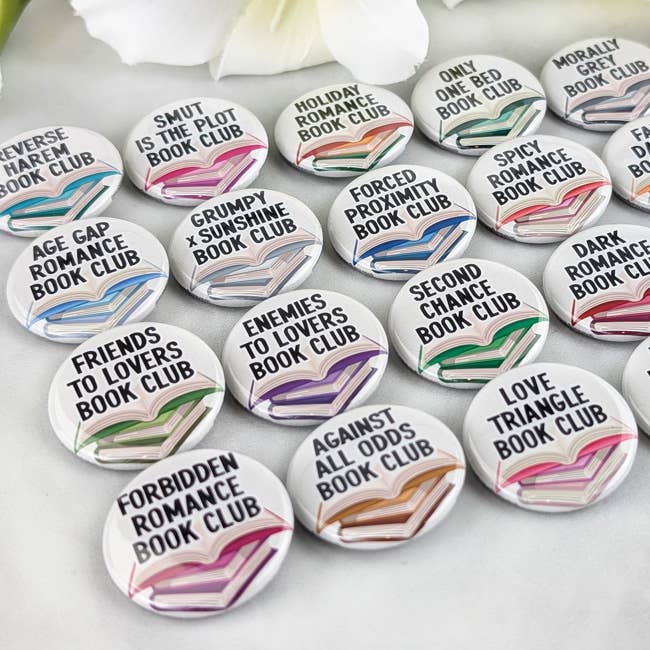 REVERSE
HAREM
BOOK CLUB
SMUT
IS THE PLOT
BOOK CLUB
HOLIDAY
ROMANCE
BOOK CLUB
ONLY
ONE BED
BOOK CLUB
MORALLY
GREY
BOOK CLUB
AGE GAP
ROMANCE
BOOK CLUB
GRUMPY
x SUNSHINE
BOOK CLUB
FORCED
PROXIMITY
BOOK CLUB
SPICY
ROMANCE
BOOK CLUB
BOOK
FRIENDS
TO LOVERS
BOOK CLUB
ENEMIES
TO LOVERS
BOOK CLUB
SECOND
CHANCE
BOOK CLUB
DARK
ROMANCE
BOOK CLUB
FORBIDDEN
ROMANCE
BOOK CLUB
AGAINST
ALL ODDS
BOOK CLUB
LOVE
TRIANGLE
BOOK CLUB